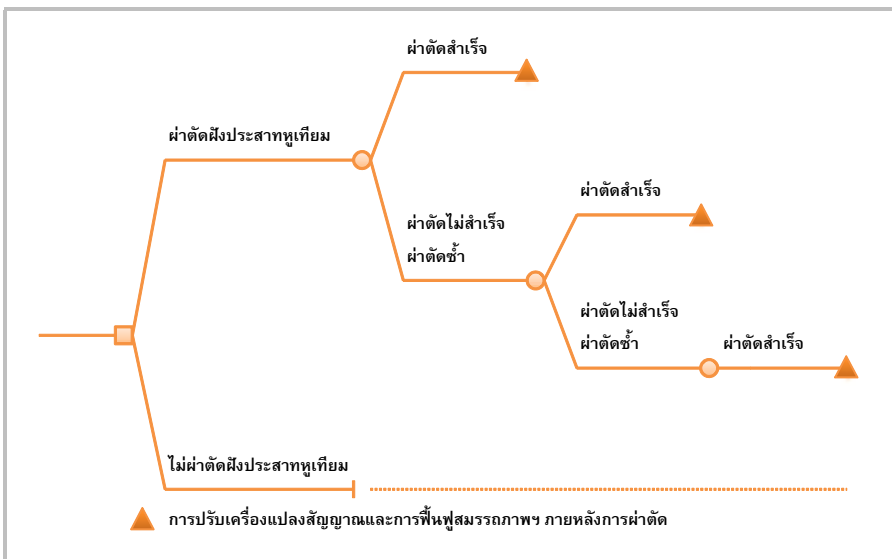 ผ่าตัดสำเร็จ
ผ่าตัดฝังประสาทหูเทียม
ผ่าตัดสำเร็จ
ผ่าตัดไม่สำเร็จ
ผ่าตัดซ้ำ
ผ่าตัดไม่สำเร็จ
ผ่าตัดซ้ำ
ผ่าตัดสำเร็จ
ไม่ผ่าตัดฝังประสาทหูเทียม
การปรับเครื่องแปลงสัญญาณและการฟื้นฟูสมรรถภาพฯ ภายหลังการผ่าตัด